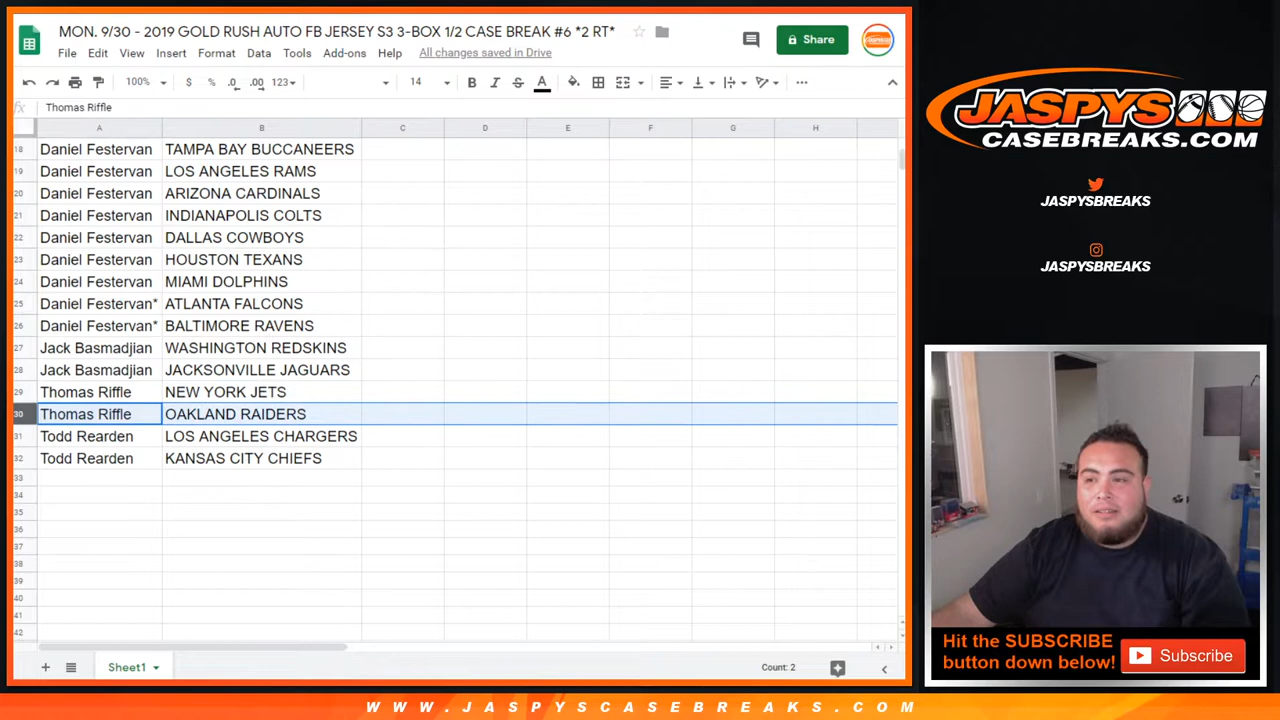 MON. 9/30 - 2019 GOLD RUSH AUTO FB JERSEY S3 3-BOX 1/2 CASE BREAK #6 *2 RT*
File Edit View Insert Format Data Tools Add-ons Help All changes saved in Drive
Share
100% $ % .0 .00 123 14 B I S A
fx Thomas Riffle
A B C D E F G H
18 Daniel Festervan TAMPA BAY BUCCANEERS
19 Daniel Festervan LOS ANGELES RAMS
20 Daniel Festervan ARIZONA CARDINALS
21 Daniel Festervan INDIANAPOLIS COLTS
22 Daniel Festervan DALLAS COWBOYS
23 Daniel Festervan HOUSTON TEXANS
24 Daniel Festervan MIAMI DOLPHINS
25 Daniel Festervan* ATLANTA FALCONS
26 Daniel Festervan* BALTIMORE RAVENS
27 Jack Basmadjian WASHINGTON REDSKINS
28 Jack Basmadjian JACKSONVILLE JAGUARS
29 Thomas Riffle NEW YORK JETS
30 Thomas Riffle OAKLAND RAIDERS
31 Todd Rearden LOS ANGELES CHARGERS
32 Todd Rearden KANSAS CITY CHIEFS
33
34
35
36
37
38
39
40
41
42
Sheet1
Count: 2
JASPYS
CASEBREAKS.COM
JASPYSBREAKS
JASPYSBREAKS
Hit the SUBSCRIBE
button down below!
Subscribe
WWW.JASPYSCASEBREAKS.COM